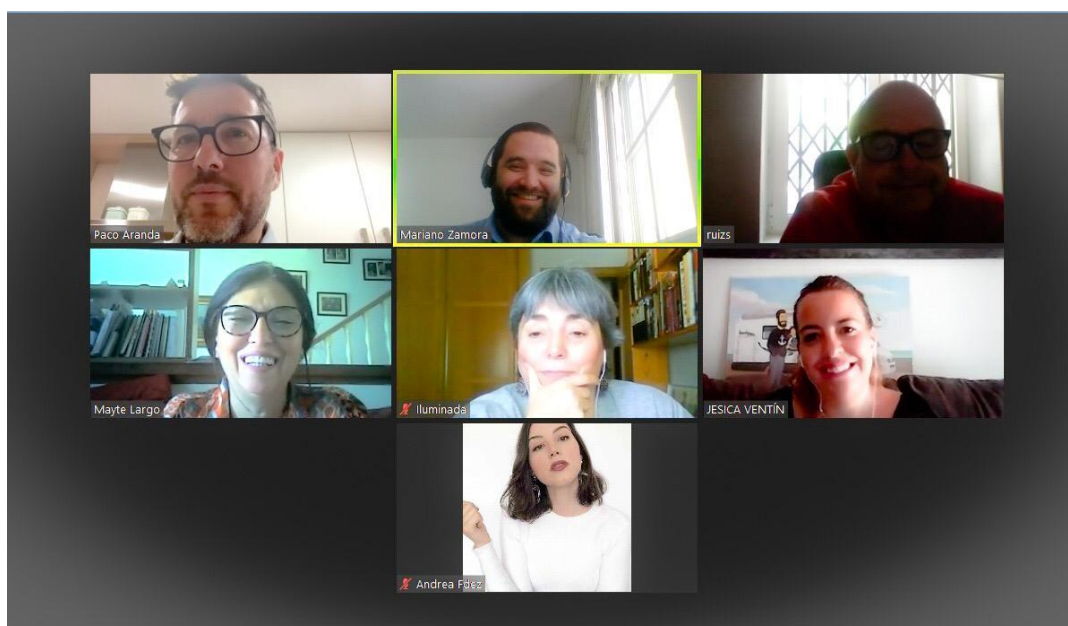 Paco Aranda
Mariano Zamora
ruizs
Mayte Largo
Iluminada
JESICA VENTÍN
Andrea Fdez